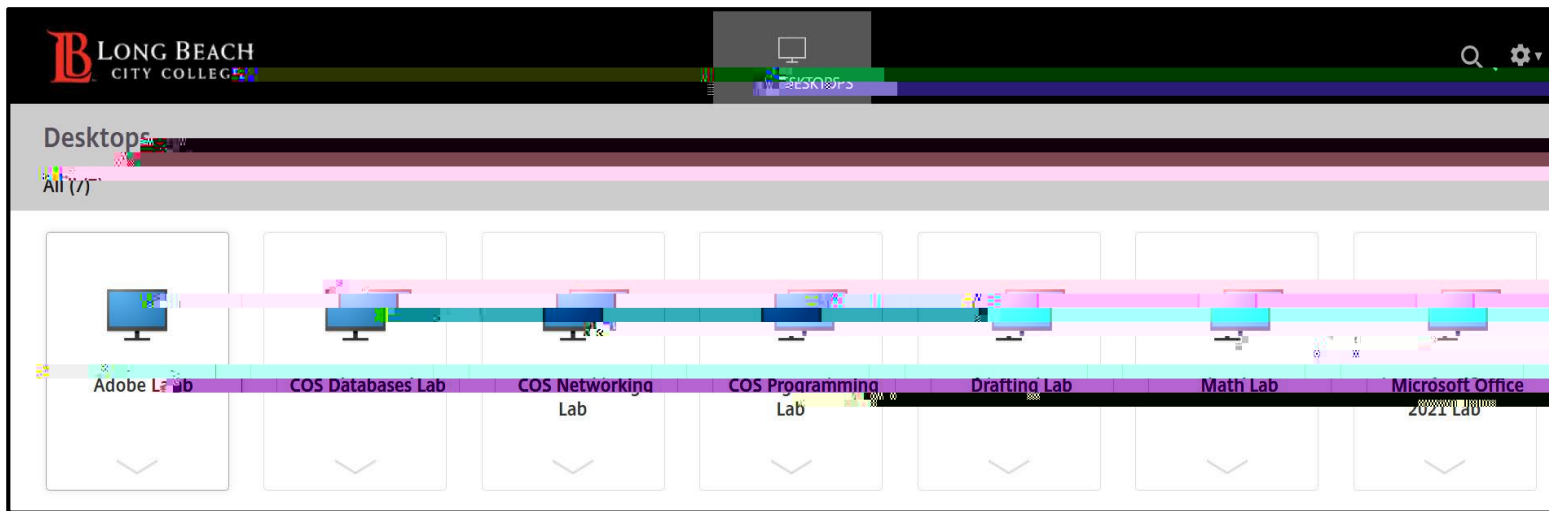 LONG BEACH
CITY COLLEGE
DESKTOPS
Desktops
All (7)
Adobe Lab
COS Databases Lab
COS Networking
Lab
COS Programming
Lab
Drafting Lab
Math Lab
Microsoft Office
2021 Lab